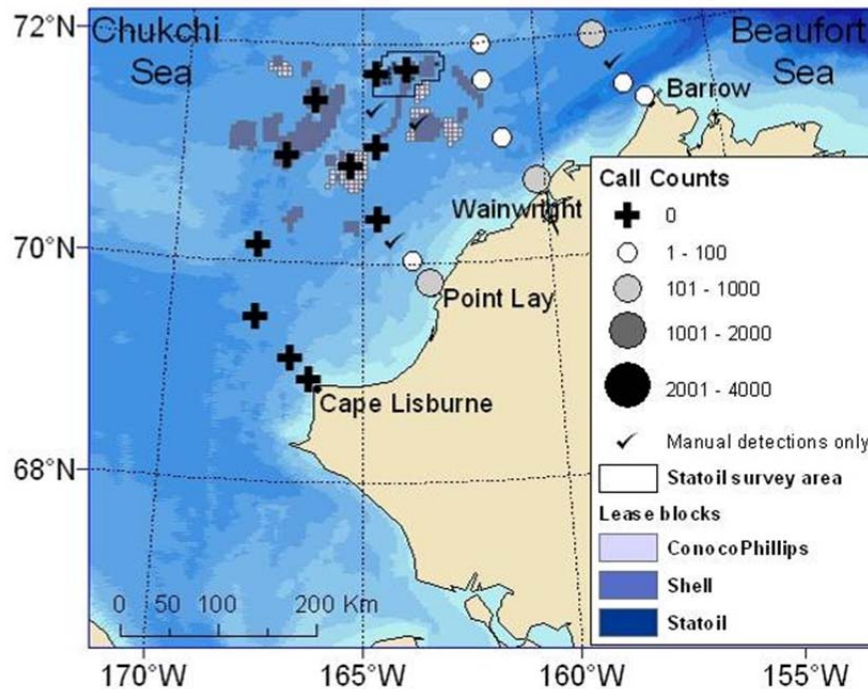 72°N
Chukchi
Sea
Beaufort
Sea
Barrow
Wainwright
70°N
Point Lay
Cape Lisburne
68°N
0 50 100 200 Km
170°W 165°W 160°W 155°W
Call Counts
0
1 - 100
101 - 1000
1001 - 2000
2001 - 4000
Manual detections only
Statoil survey area
Lease blocks
ConocoPhillips
Shell
Statoil